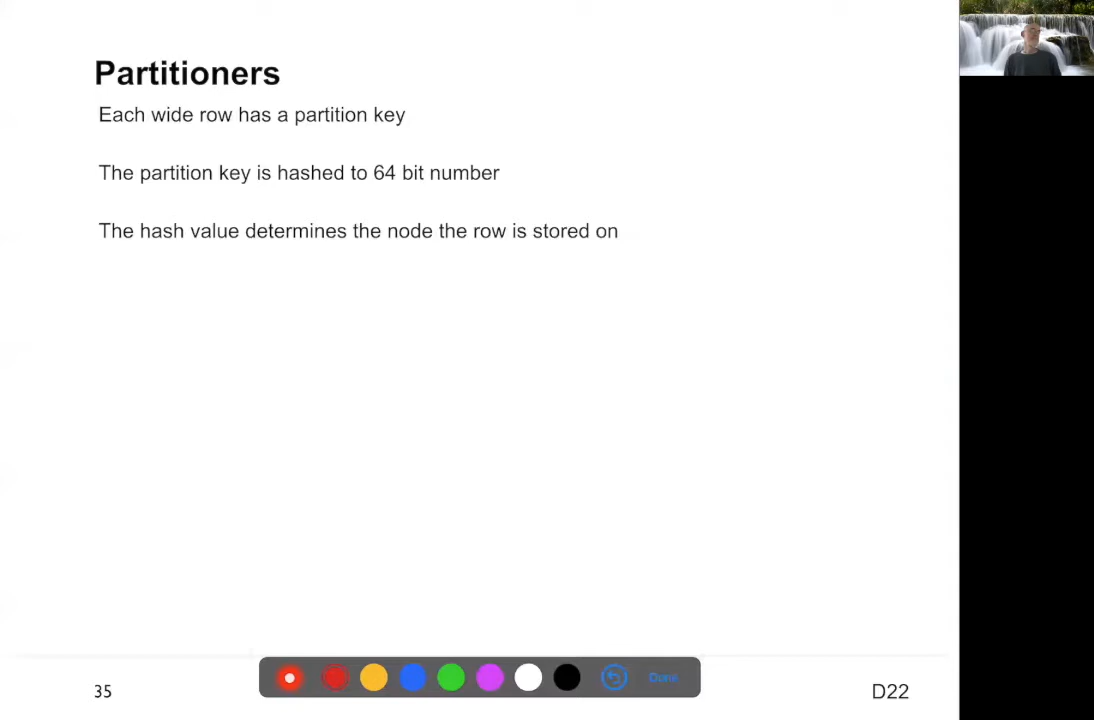 Partitioners
Each wide row has a partition key
The partition key is hashed to 64 bit number
The hash value determines the node the row is stored on
35
Done
D22